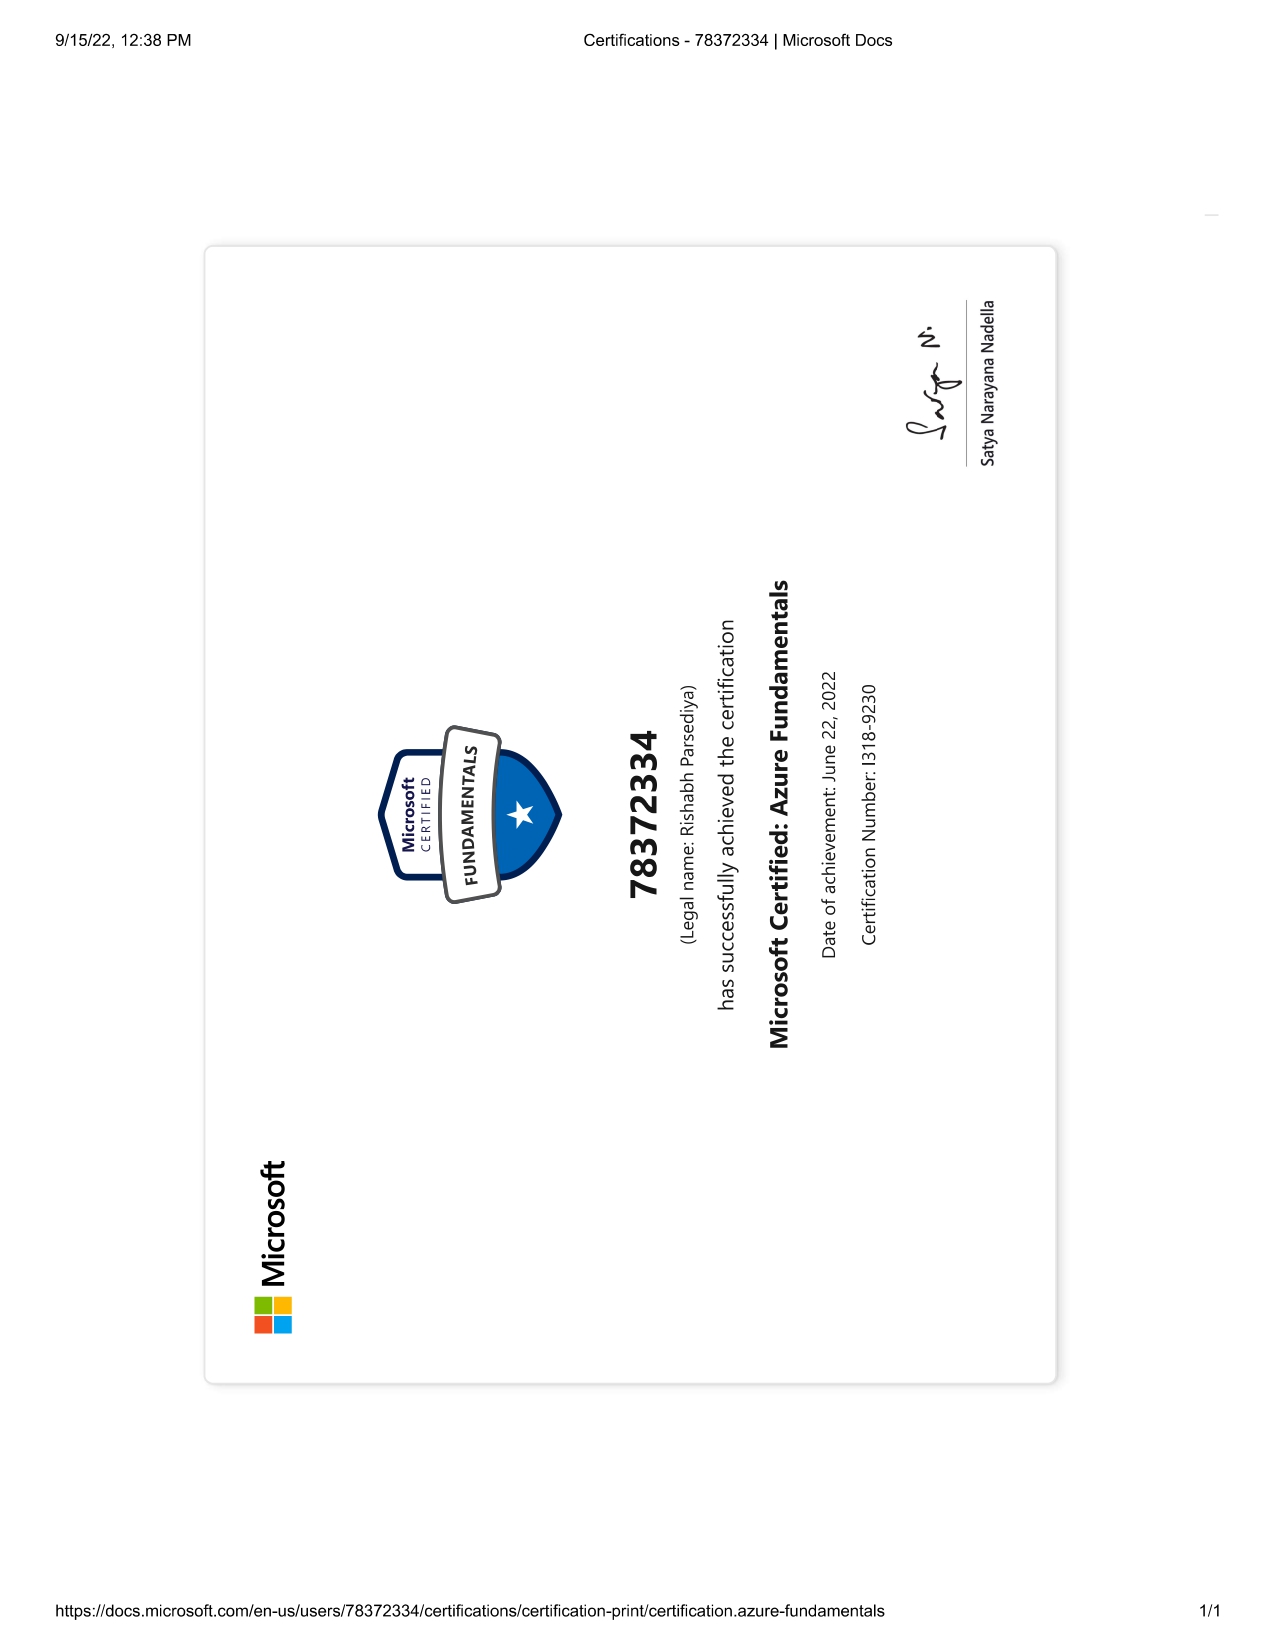 9/15/22, 12:38 PM
Certifications - 78372334 | Microsoft Docs
Microsoft
Microsoft
CERTIFIED
FUNDAMENTALS
78372334
(Legal name: Rishabh Parsediya)
has successfully achieved the certification
Microsoft Certified: Azure Fundamentals
Date of achievement: June 22, 2022
Certification Number: I318-9230
Satya N.
Satya Narayana Nadella
https://docs.microsoft.com/en-us/users/78372334/certifications/certification-print/certification.azure-fundamentals
1/1